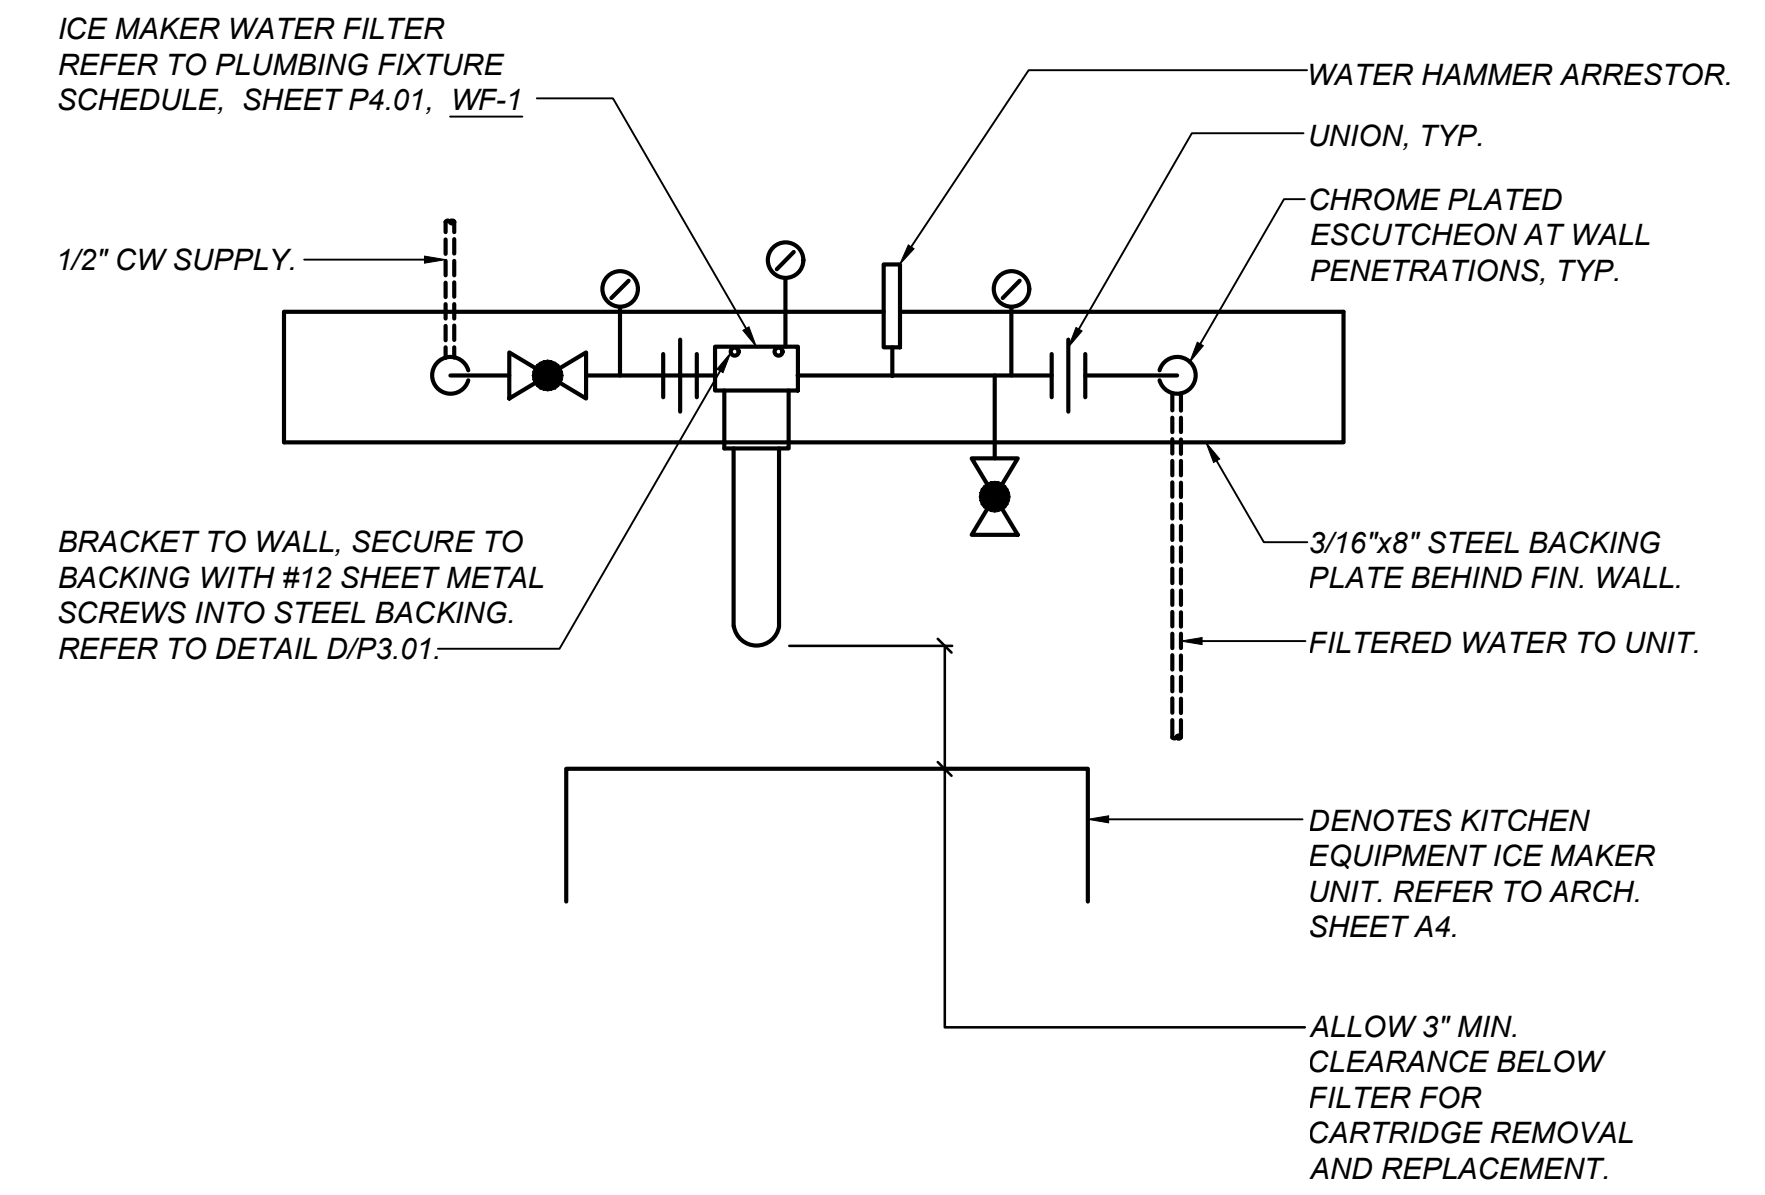 ICE MAKER WATER FILTER
REFER TO PLUMBING FIXTURE
SCHEDULE, SHEET P4.01, WF-1
1/2" CW SUPPLY.
BRACKET TO WALL, SECURE TO
BACKING WITH #12 SHEET METAL
SCREWS INTO STEEL BACKING.
REFER TO DETAIL D/P3.01.
WATER HAMMER ARRESTOR.
UNION, TYP.
CHROME PLATED
ESCUTCHEON AT WALL
PENETRATIONS, TYP.
3/16"x8" STEEL BACKING
PLATE BEHIND FIN. WALL.
FILTERED WATER TO UNIT.
DENOTES KITCHEN
EQUIPMENT ICE MAKER
UNIT. REFER TO ARCH.
SHEET A4.
ALLOW 3" MIN.
CLEARANCE BELOW
FILTER FOR
CARTRIDGE REMOVAL
AND REPLACEMENT.